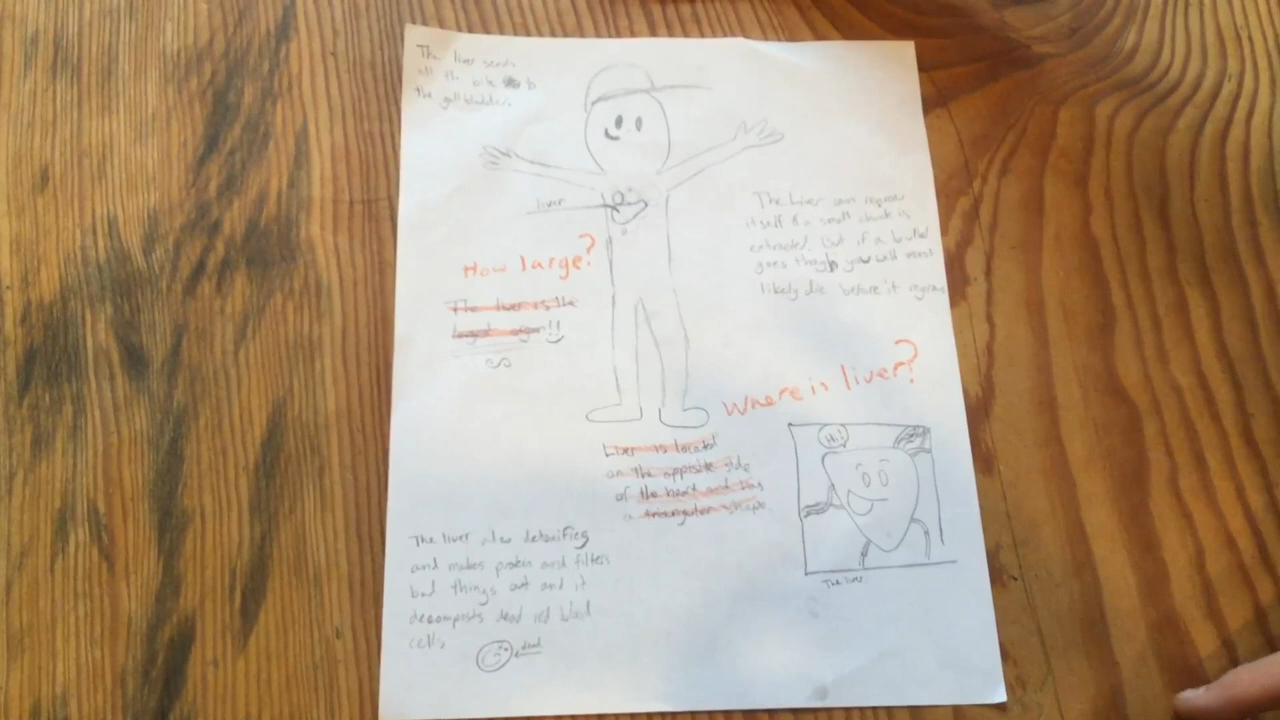 The liver sends
all the bile to
the gallbladder.
liver
The Liver can regrow
itself if a small chunk is
extracted. But if a bullet
goes though you will most
likely die before it regrows
How large?
The liver is the
largest organ!!
Where is liver?
Liver is located
on the opposite side
of the heart and has
a triangular shape.
Hi!
The liver
The liver also detoxifies
and makes protein and filters
bad things out and it
decomposts dead red blood
cells
dead